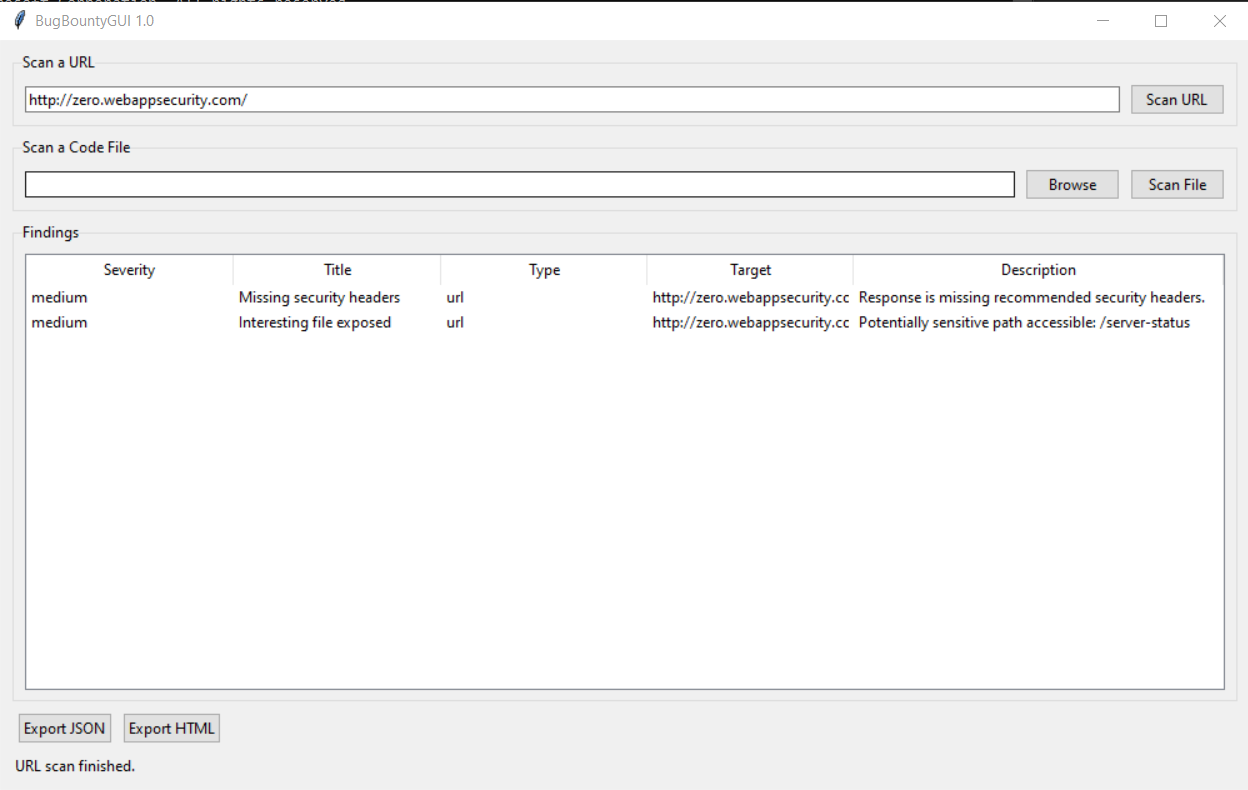 BugBountyGUI 1.0
Scan a URL
http://zero.webappsecurity.com/ Scan URL
Scan a Code File
Browse Scan File
Findings
Severity Title Type Target Description
medium Missing security headers url http://zero.webappsecurity.cc Response is missing recommended security headers.
medium Interesting file exposed url http://zero.webappsecurity.cc Potentially sensitive path accessible: /server-status
Export JSON Export HTML
URL scan finished.